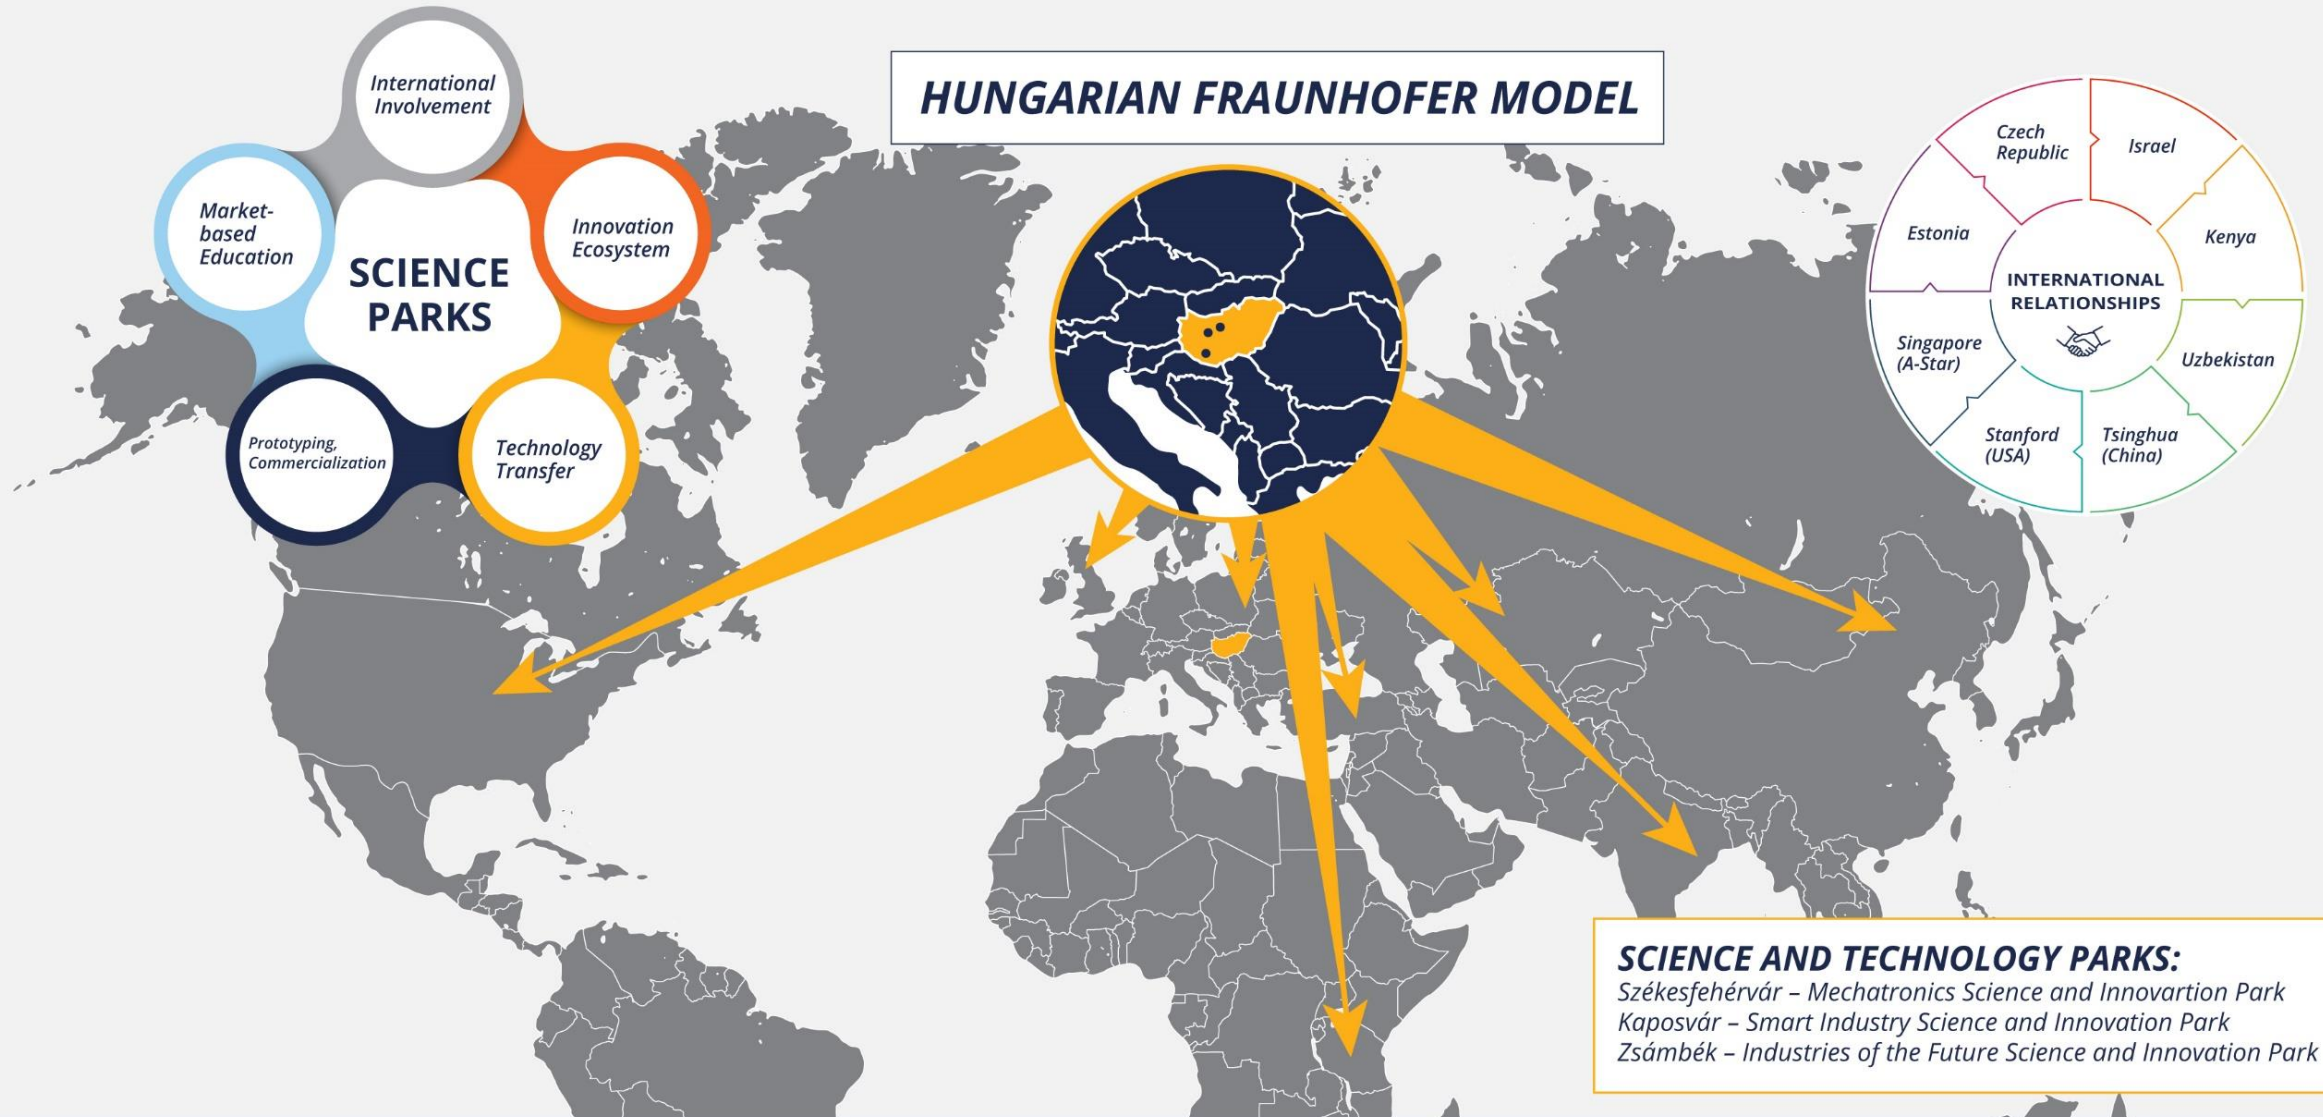 HUNGARIAN FRAUNHOFER MODEL
International
Involvement
Market-
based
Education
Innovation
Ecosystem
SCIENCE
PARKS
Prototyping,
Commercialization
Technology
Transfer
Czech
Republic
Israel
Estonia
Kenya
INTERNATIONAL
RELATIONSHIPS
Singapore
(A-Star)
Uzbekistan
Stanford
(USA)
Tsinghua
(China)
SCIENCE AND TECHNOLOGY PARKS:
Székesfehérvár – Mechatronics Science and Innovartion Park
Kaposvár – Smart Industry Science and Innovation Park
Zsámbék – Industries of the Future Science and Innovation Park